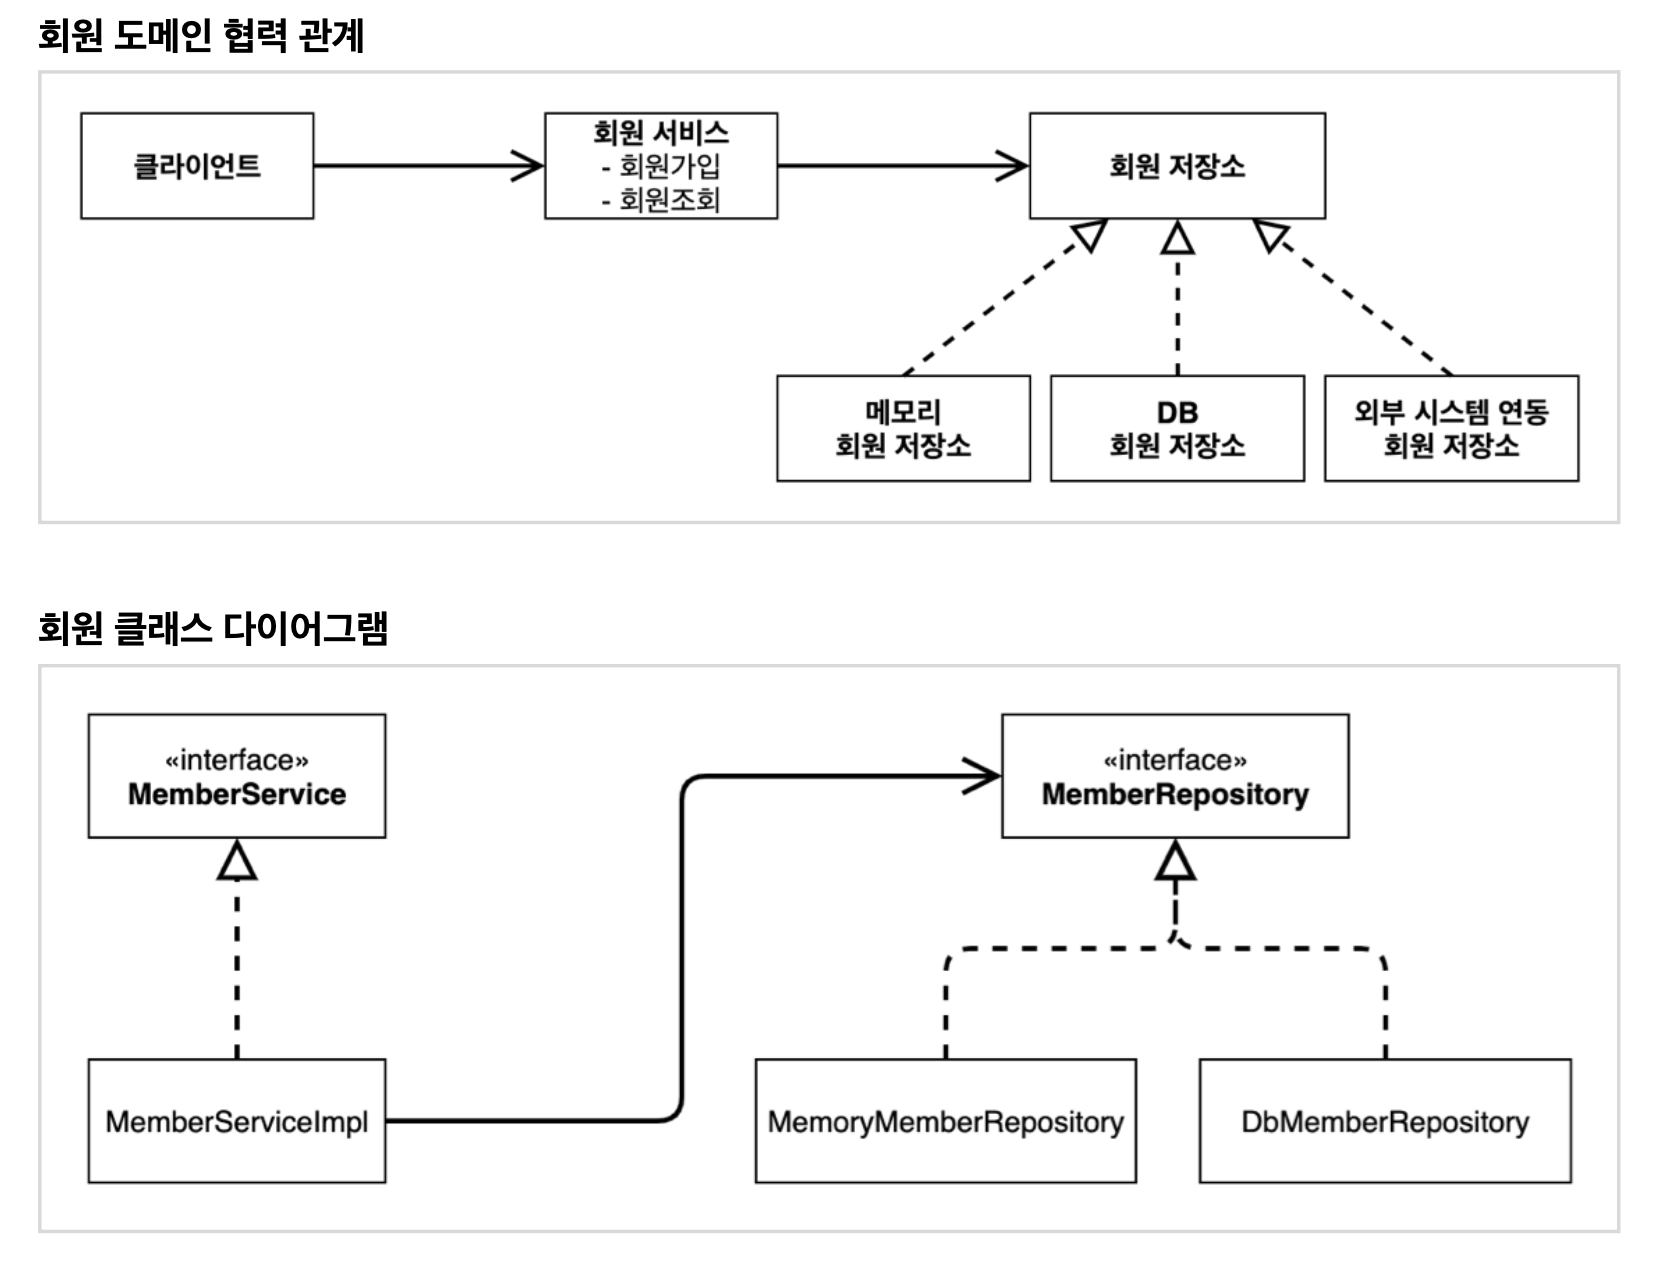 회원 도메인 협력 관계
클라이언트
회원 서비스
- 회원가입
- 회원조회
회원 저장소
메모리
회원 저장소
DB
회원 저장소
외부 시스템 연동
회원 저장소
회원 클래스 다이어그램
«interface»
MemberService
«interface»
MemberRepository
MemberServiceImpl
MemoryMemberRepository
DbMemberRepository